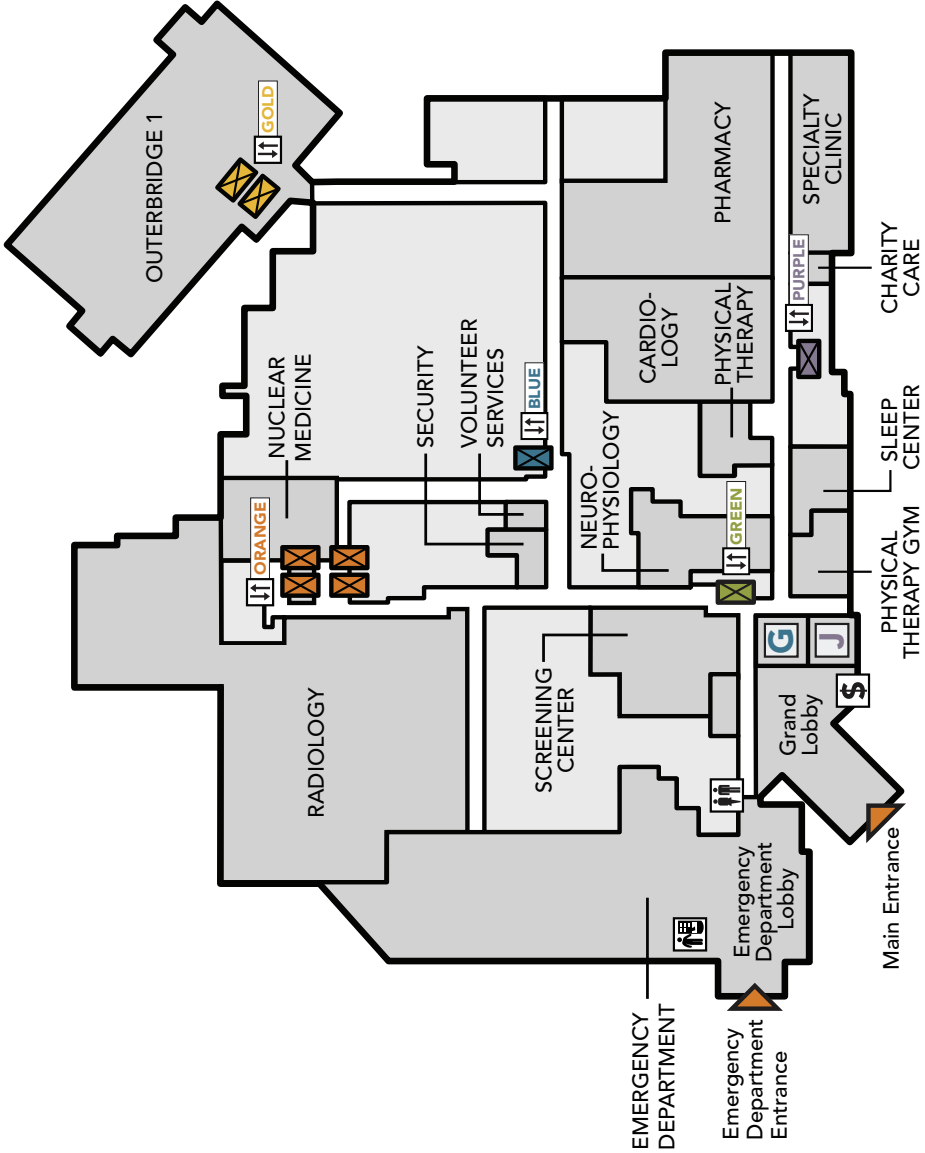 OUTERBRIDGE 1
GOLD
NUCLEAR
MEDICINE
ORANGE
SECURITY
VOLUNTEER
SERVICES
BLUE
PHARMACY
SPECIALTY
CLINIC
CARDIO-
LOGY
PHYSICAL
THERAPY
PURPLE
CHARITY
CARE
NEURO-
PHYSIOLOGY
GREEN
SLEEP
CENTER
PHYSICAL
THERAPY GYM
RADIOLOGY
SCREENING
CENTER
G
J
$
Grand
Lobby
Emergency
Department
Lobby
Main Entrance
EMERGENCY
DEPARTMENT
Emergency
Department
Entrance